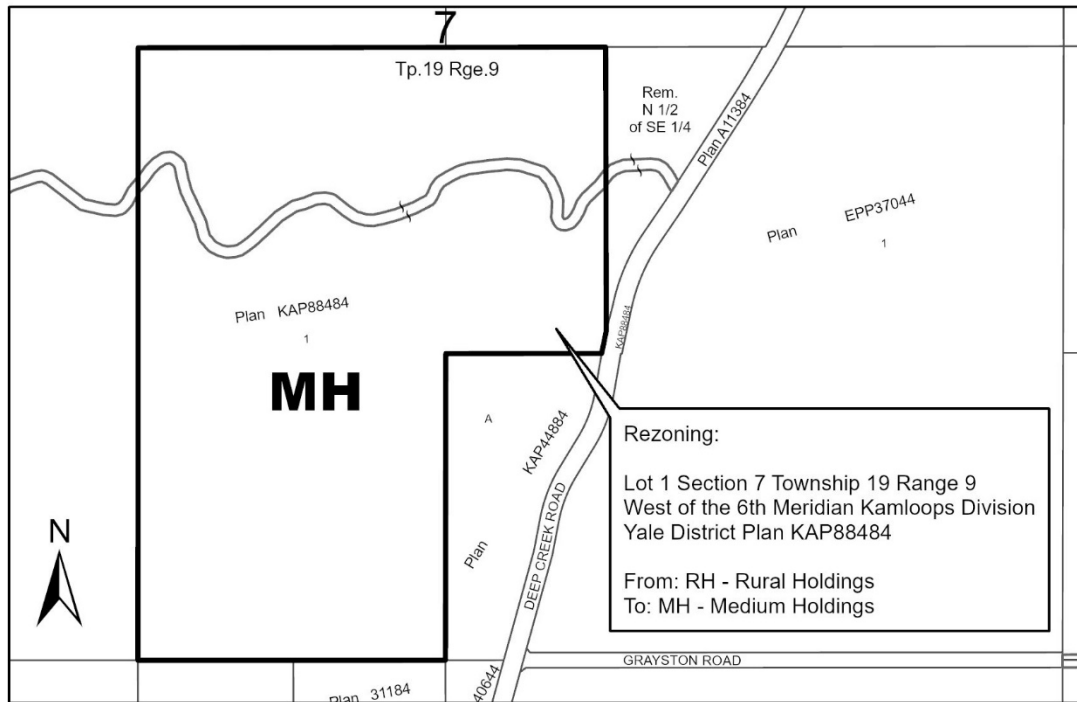 7
Tp.19 Rge.9
Rem.
N 1/2
of SE 1/4
Plan A11384
Plan EPP37044
1
Plan KAP88484
1
MH
KAP88484
A
Plan KAP44884
DEEP CREEK ROAD
Rezoning:
Lot 1 Section 7 Township 19 Range 9
West of the 6th Meridian Kamloops Division
Yale District Plan KAP88484
From: RH - Rural Holdings
To: MH - Medium Holdings
N
GRAYSTON ROAD
Plan 31184
40644